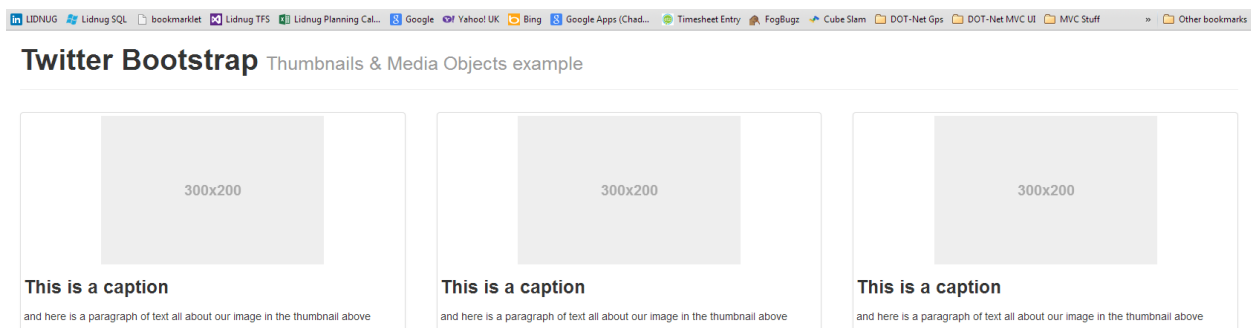 LIDNUG Lidnug SQL bookmarklet Lidnug TFS Lidnug Planning Cal... Google Yahoo! UK Bing Google Apps (Chad... Timesheet Entry FogBugz Cube Slam DOT-Net Gps DOT-Net MVC UI MVC Stuff » Other bookmarks
Twitter Bootstrap Thumbnails & Media Objects example
300x200 300x200 300x200
This is a caption This is a caption This is a caption
and here is a paragraph of text all about our image in the thumbnail above and here is a paragraph of text all about our image in the thumbnail above and here is a paragraph of text all about our image in the thumbnail above